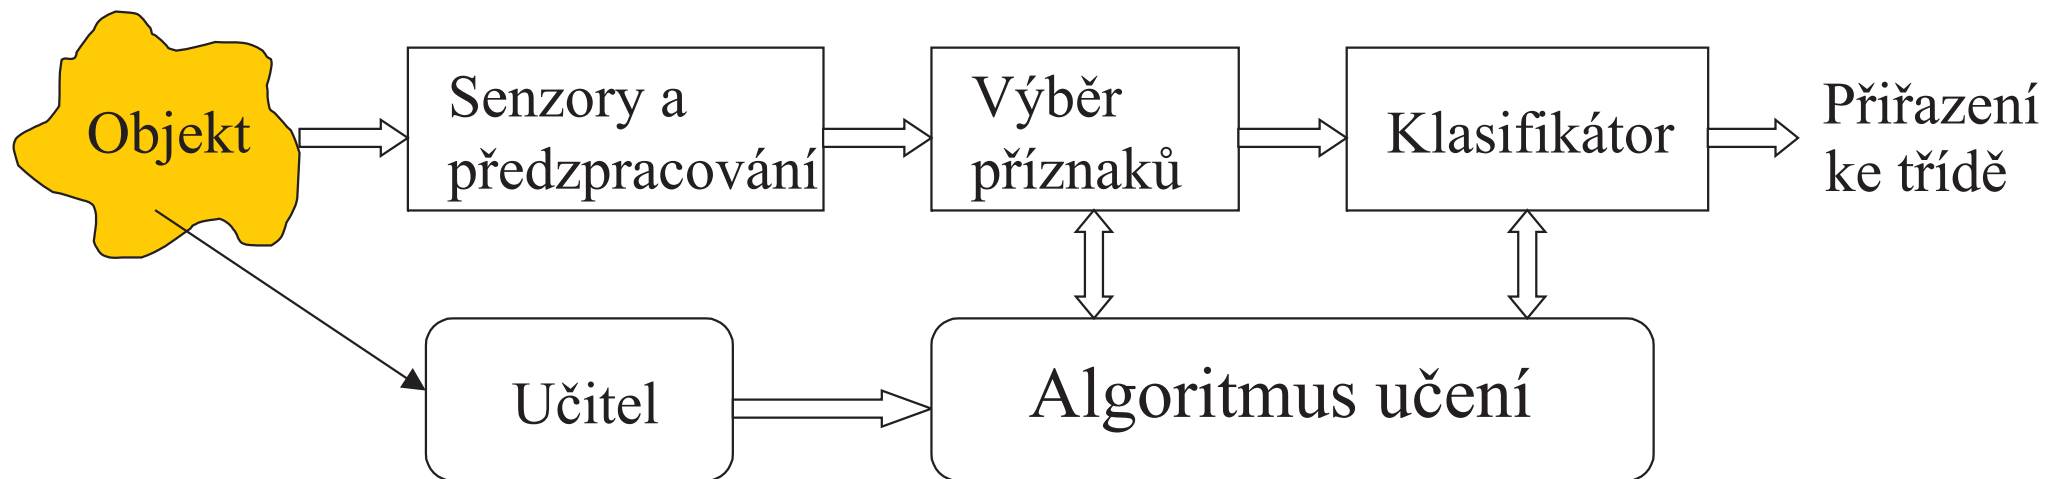 Objekt
Senzory a
předzpracování
Výběr
příznaků
Klasifikátor
Přiřazení
ke třídě
Učitel
Algoritmus učení